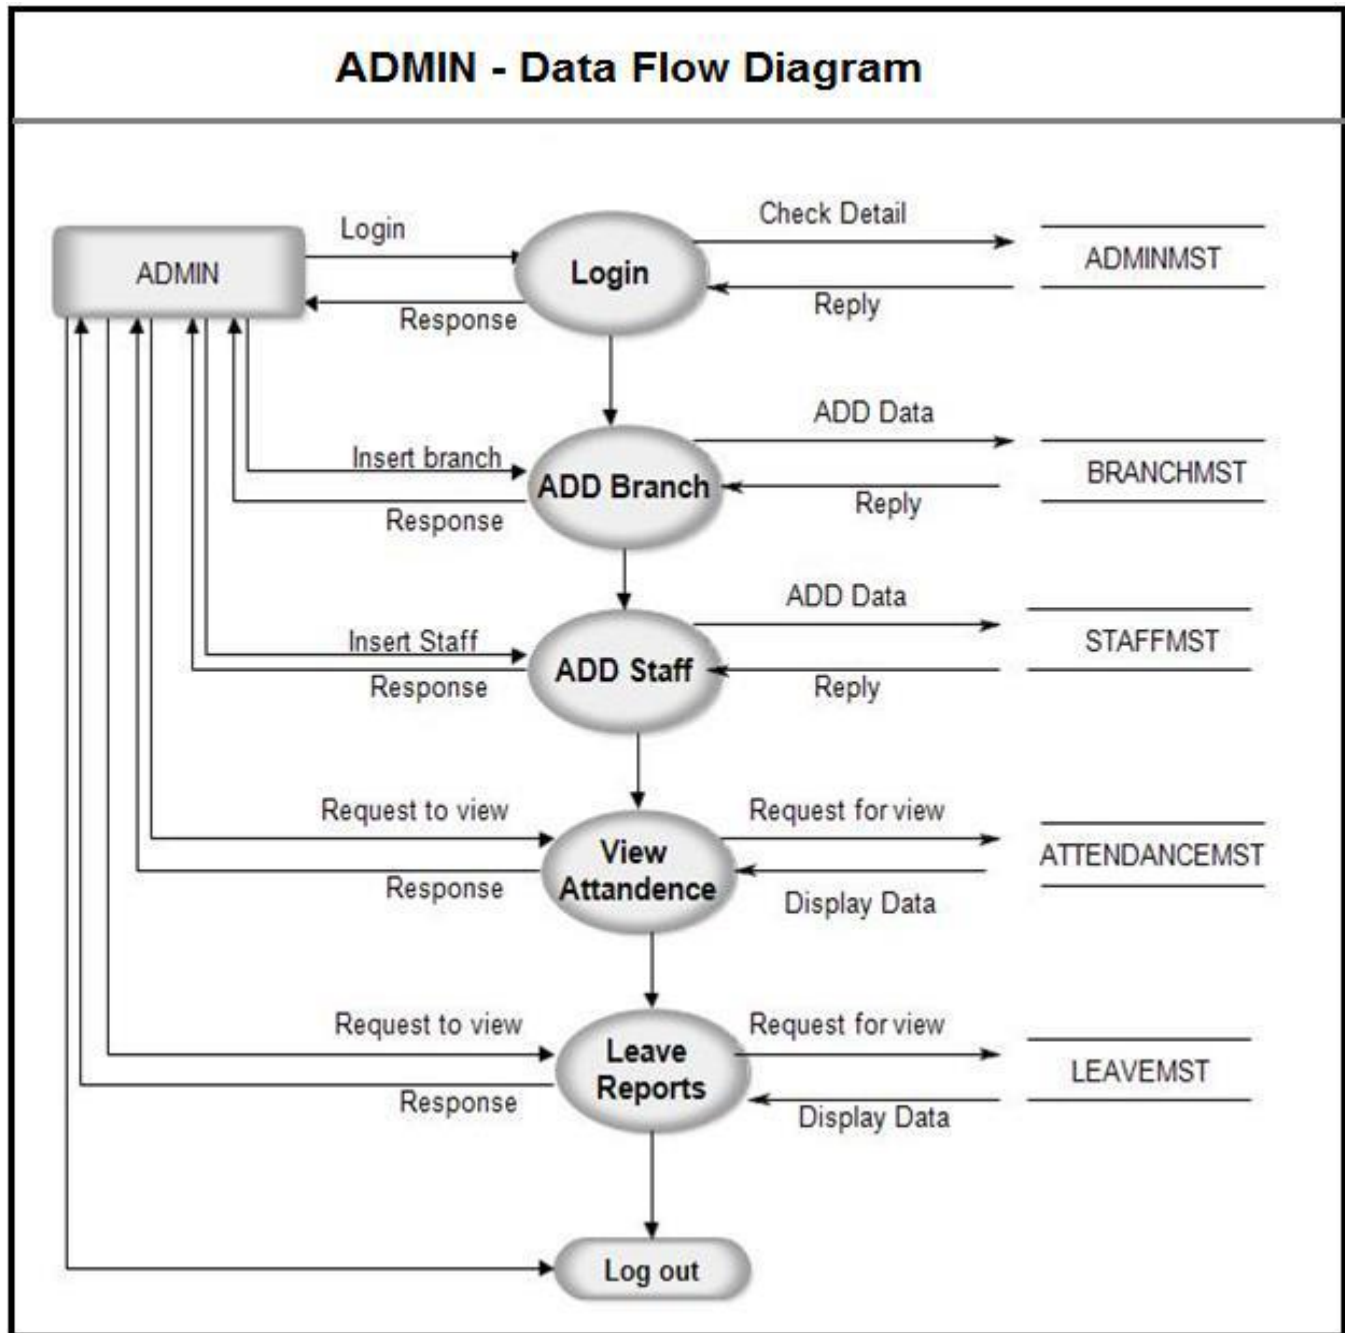 ADMIN - Data Flow Diagram
Login
Check Detail
ADMIN
Login
ADMINMST
Response
Reply
ADD Data
Insert branch
ADD Branch
BRANCHMST
Response
Reply
ADD Data
Insert Staff
ADD Staff
STAFFMST
Response
Reply
Request to view
Request for view
View
Attandence
ATTENDANCEMST
Response
Display Data
Request to view
Request for view
Leave
Reports
LEAVEMST
Response
Display Data
Log out